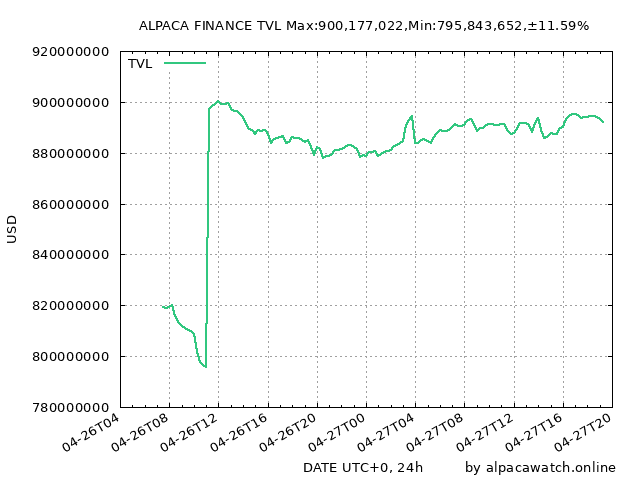 ALPACA FINANCE TVL Max:900,177,022,Min:795,843,652,±11.59%
TVL
920000000
900000000
880000000
860000000
840000000
820000000
800000000
780000000
USD
04-26T04
04-26T08
04-26T12
04-26T16
04-26T20
04-27T00
04-27T04
04-27T08
04-27T12
04-27T16
04-27T20
DATE UTC+0, 24h
by alpacawatch.online